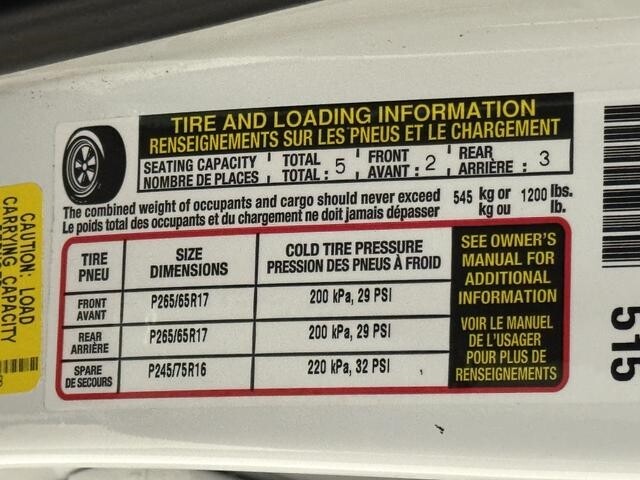 TIRE AND LOADING INFORMATION
RENSEIGNEMENTS SUR LES PNEUS ET LE CHARGEMENT
SEATING CAPACITY TOTAL FRONT REAR
NOMBRE DE PLACES TOTAL : 5 AVANT : 2 ARRIÈRE : 3
The combined weight of occupants and cargo should never exceed 545 kg or 1200 lbs.
Le poids total des occupants et du chargement ne doit jamais dépasser kg ou lb.
TIRE PNEU
SIZE DIMENSIONS
COLD TIRE PRESSURE
PRESSION DES PNEUS À FROID
FRONT AVANT P265/65R17 200 kPa, 29 PSI
REAR ARRIÈRE P265/65R17 200 kPa, 29 PSI
SPARE DE SECOURS P245/75R16 220 kPa, 32 PSI
SEE OWNER'S
MANUAL FOR
ADDITIONAL
INFORMATION
VOIR LE MANUEL
DE L'USAGER
POUR PLUS DE
RENSEIGNEMENTS
CAUTION: LOAD
CARRYING CAPACITY
515